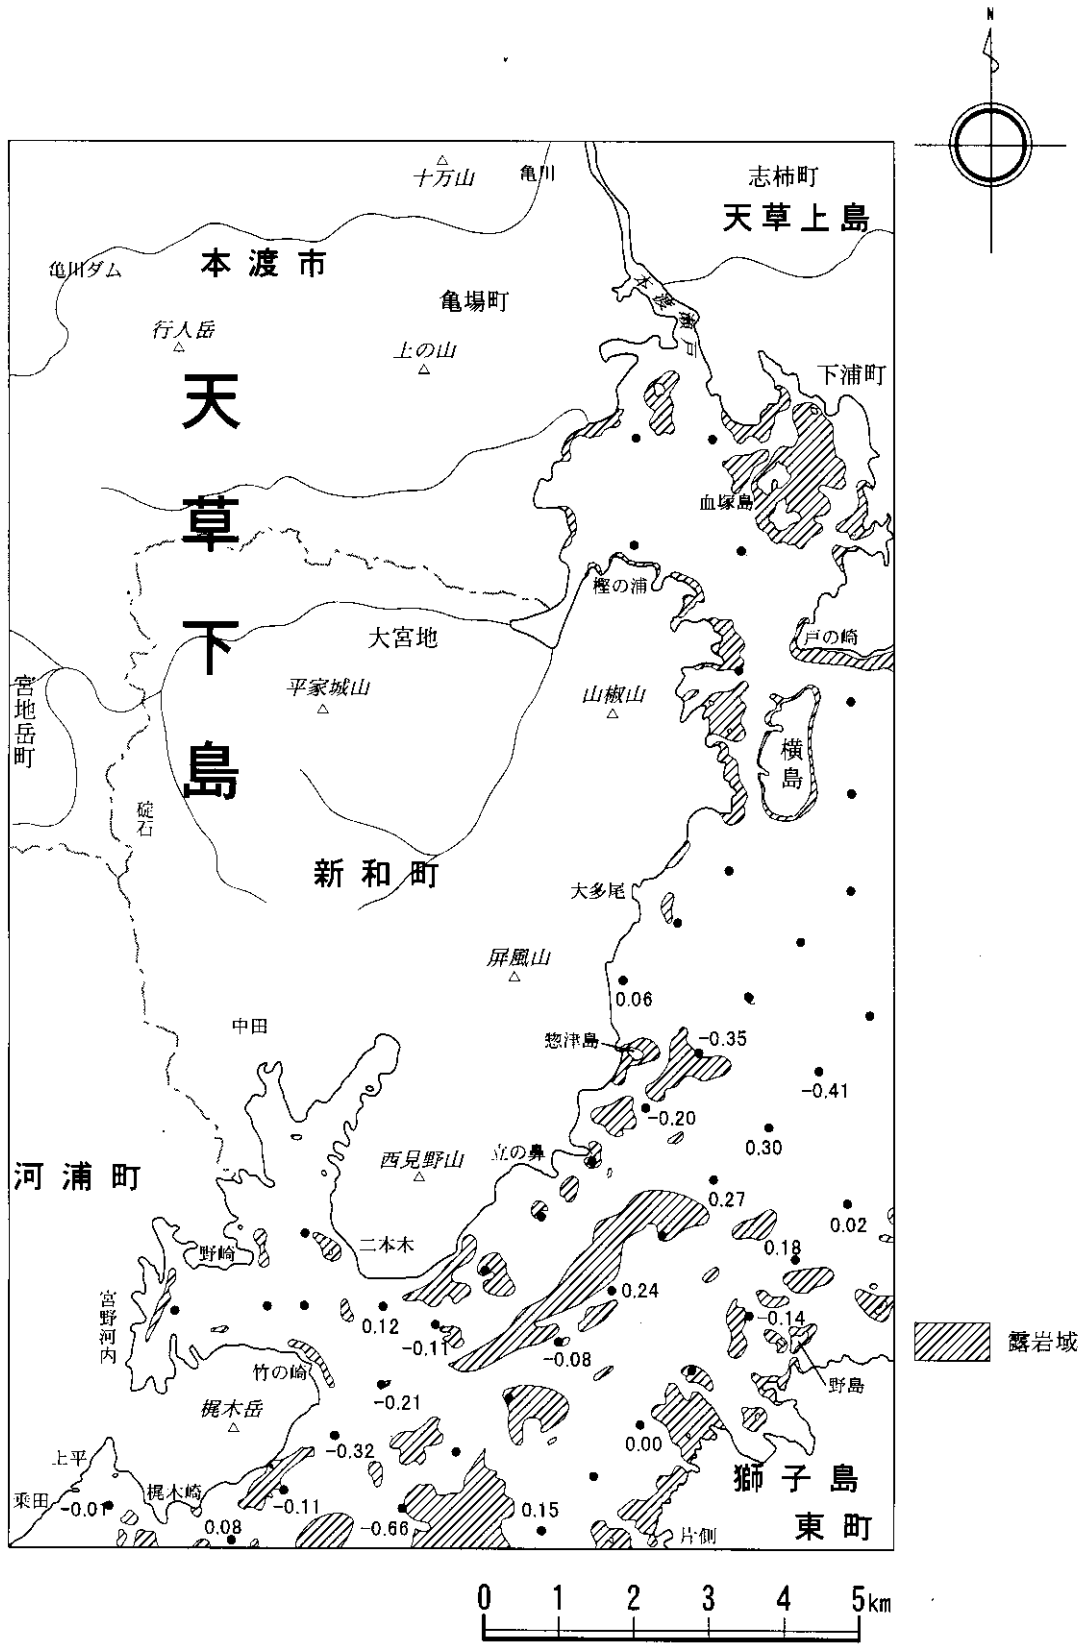 N
十万山
亀川
志柿町
天草上島
亀川ダム
本渡市
亀場町
本渡瀬戸
行人岳
上の山
下浦町
天草下島
血塚島
樫の浦
大宮地
戸の崎
宮地岳町
平家城山
山椒山
横島
碇石
新和町
大多尾
屏風山
0.06
中田
惣津島
-0.35
-0.41
-0.20
0.30
河浦町
西見野山
立の鼻
0.27
0.02
野崎
二本木
0.18
宮野河内
0.24
0.12
-0.11
-0.14
-0.08
露岩域
竹の崎
野島
-0.21
梶木岳
0.00
-0.32
上平
獅子島
乗田
-0.01
梶木崎
-0.11
0.08
-0.66
0.15
東町
片側
0 1 2 3 4 5km